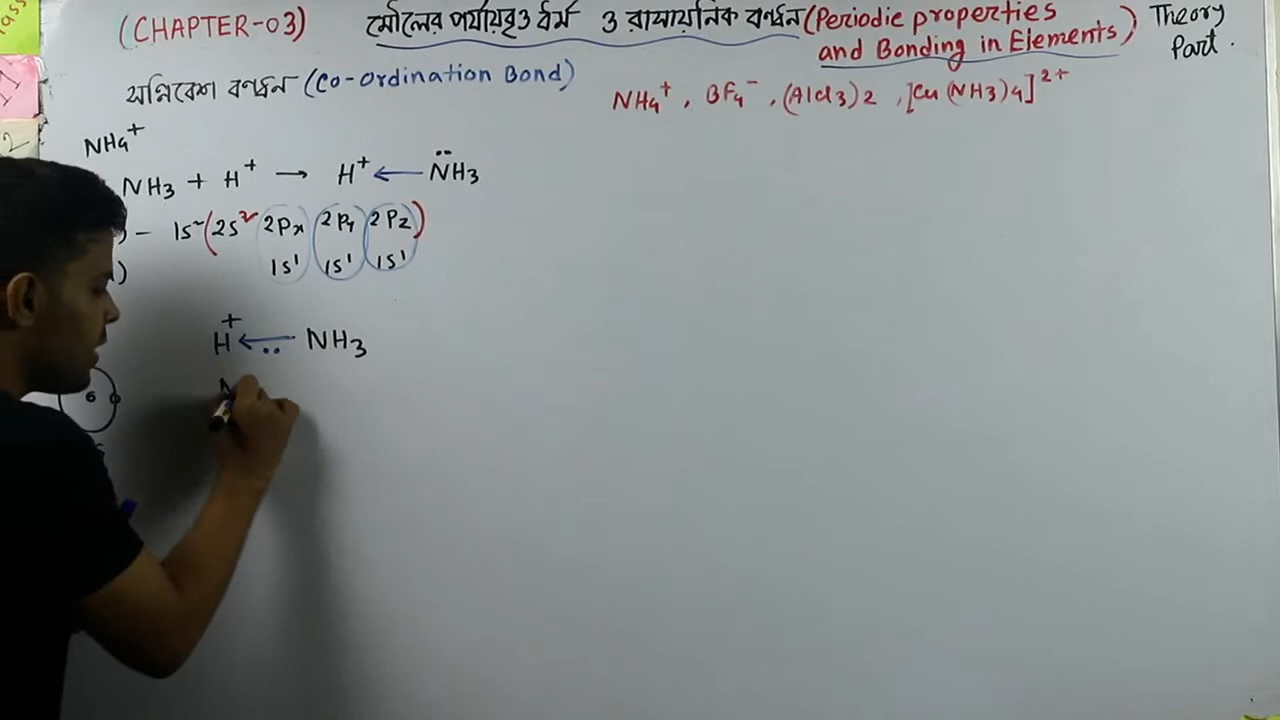 (CHAPTER-03) মৌলের পর্যায়বৃত্ত ধর্ম ও রাসায়নিক বন্ধন (Periodic properties and Bonding in Elements) Theory Part.
সন্নিবেশ বন্ধন (Co-ordination Bond)
NH4+, BF4-, (AlCl3)2, [Cu(NH3)4]2+
NH4+
NH3 + H+ → H+ ← N̈H3
) - 1s2 (2s2 2Px 2Py 2Pz)
) 1s1 1s1 1s1
H+ ← NH3
6